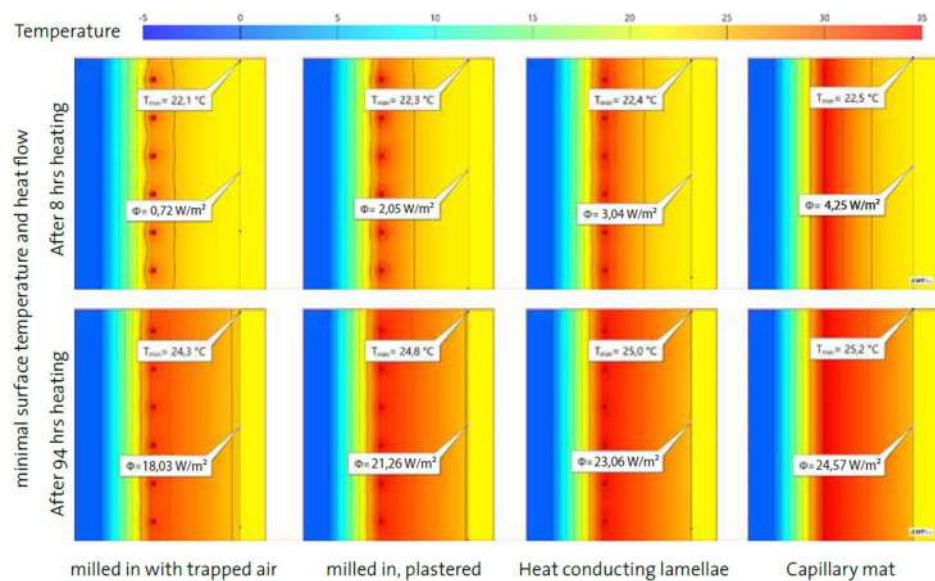 Temperature
-5 0 5 10 15 20 25 30 35
minimal surface temperature and heat flow
After 8 hrs heating
Tmin= 22,1 °C
Tmin= 22,3 °C
Tmin= 22,4 °C
Tmin= 22,5 °C
Φ= 0,72 W/m²
Φ= 2,05 W/m²
Φ= 3,04 W/m²
Φ= 4,25 W/m²
After 94 hrs heating
Tmin= 24,3 °C
Tmin= 24,8 °C
Tmin= 25,0 °C
Tmin= 25,2 °C
Φ= 18,03 W/m²
Φ= 21,26 W/m²
Φ= 23,06 W/m²
Φ= 24,57 W/m²
milled in with trapped air
milled in, plastered
Heat conducting lamellae
Capillary mat